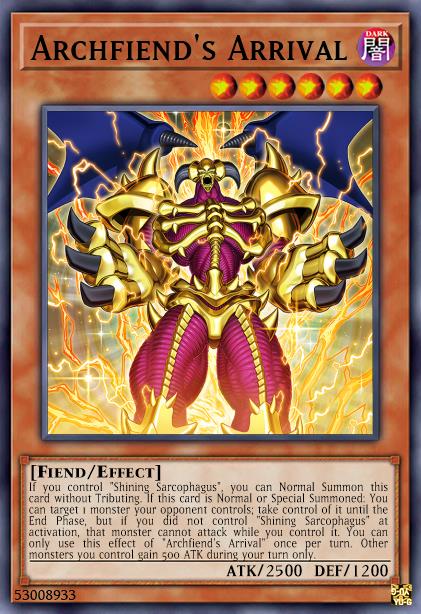 ARCHFIEND'S ARRIVAL
DARK
闇
[FIEND/EFFECT]
If you control "Shining Sarcophagus", you can Normal Summon this
card without Tributing. If this card is Normal or Special Summoned: You
can target 1 monster your opponent controls; take control of it until the
End Phase, but if you did not control "Shining Sarcophagus" at
activation, that monster cannot attack while you control it. You can
only use this effect of "Archfiend's Arrival" once per turn. Other
monsters you control gain 500 ATK during your turn only.
ATK/2500 DEF/1200
53008933